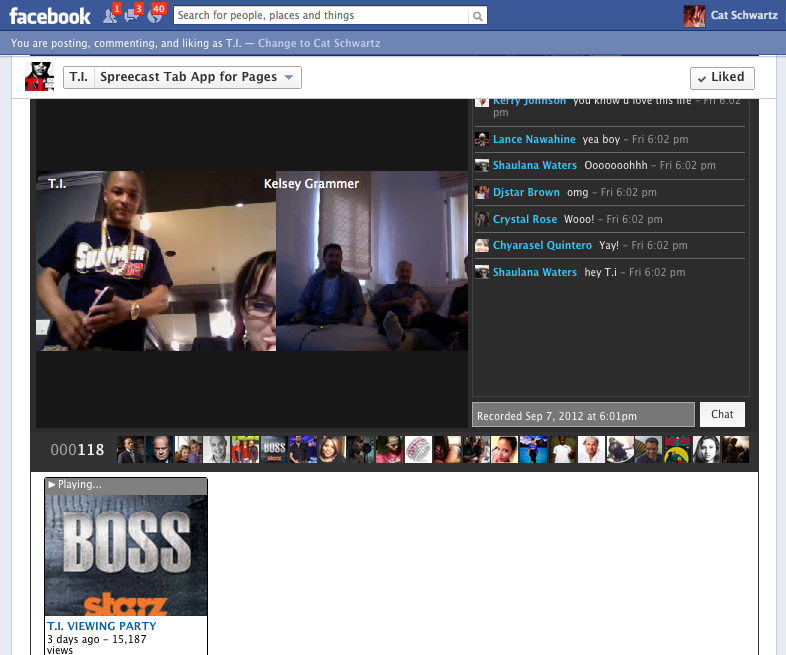 facebook
1
3
40
Search for people, places and things
Cat Schwartz
You are posting, commenting, and liking as T.I. — Change to Cat Schwartz
T.I.
Spreecast Tab App for Pages
Liked
Kerry Johnson you know u love this life – Fri 6:02
pm
Lance Nawahine yea boy – Fri 6:02 pm
Shaulana Waters Ooooooohhh – Fri 6:02 pm
Djstar Brown omg – Fri 6:02 pm
Crystal Rose Wooo! – Fri 6:02 pm
Chyarasel Quintero Yay! – Fri 6:02 pm
Shaulana Waters hey T.i – Fri 6:02 pm
T.I.
Kelsey Grammer
SUMMER
Recorded Sep 7, 2012 at 6:01pm
Chat
000118
BOSS
Playing...
BOSS
starz
T.I. VIEWING PARTY
3 days ago – 15,187
views